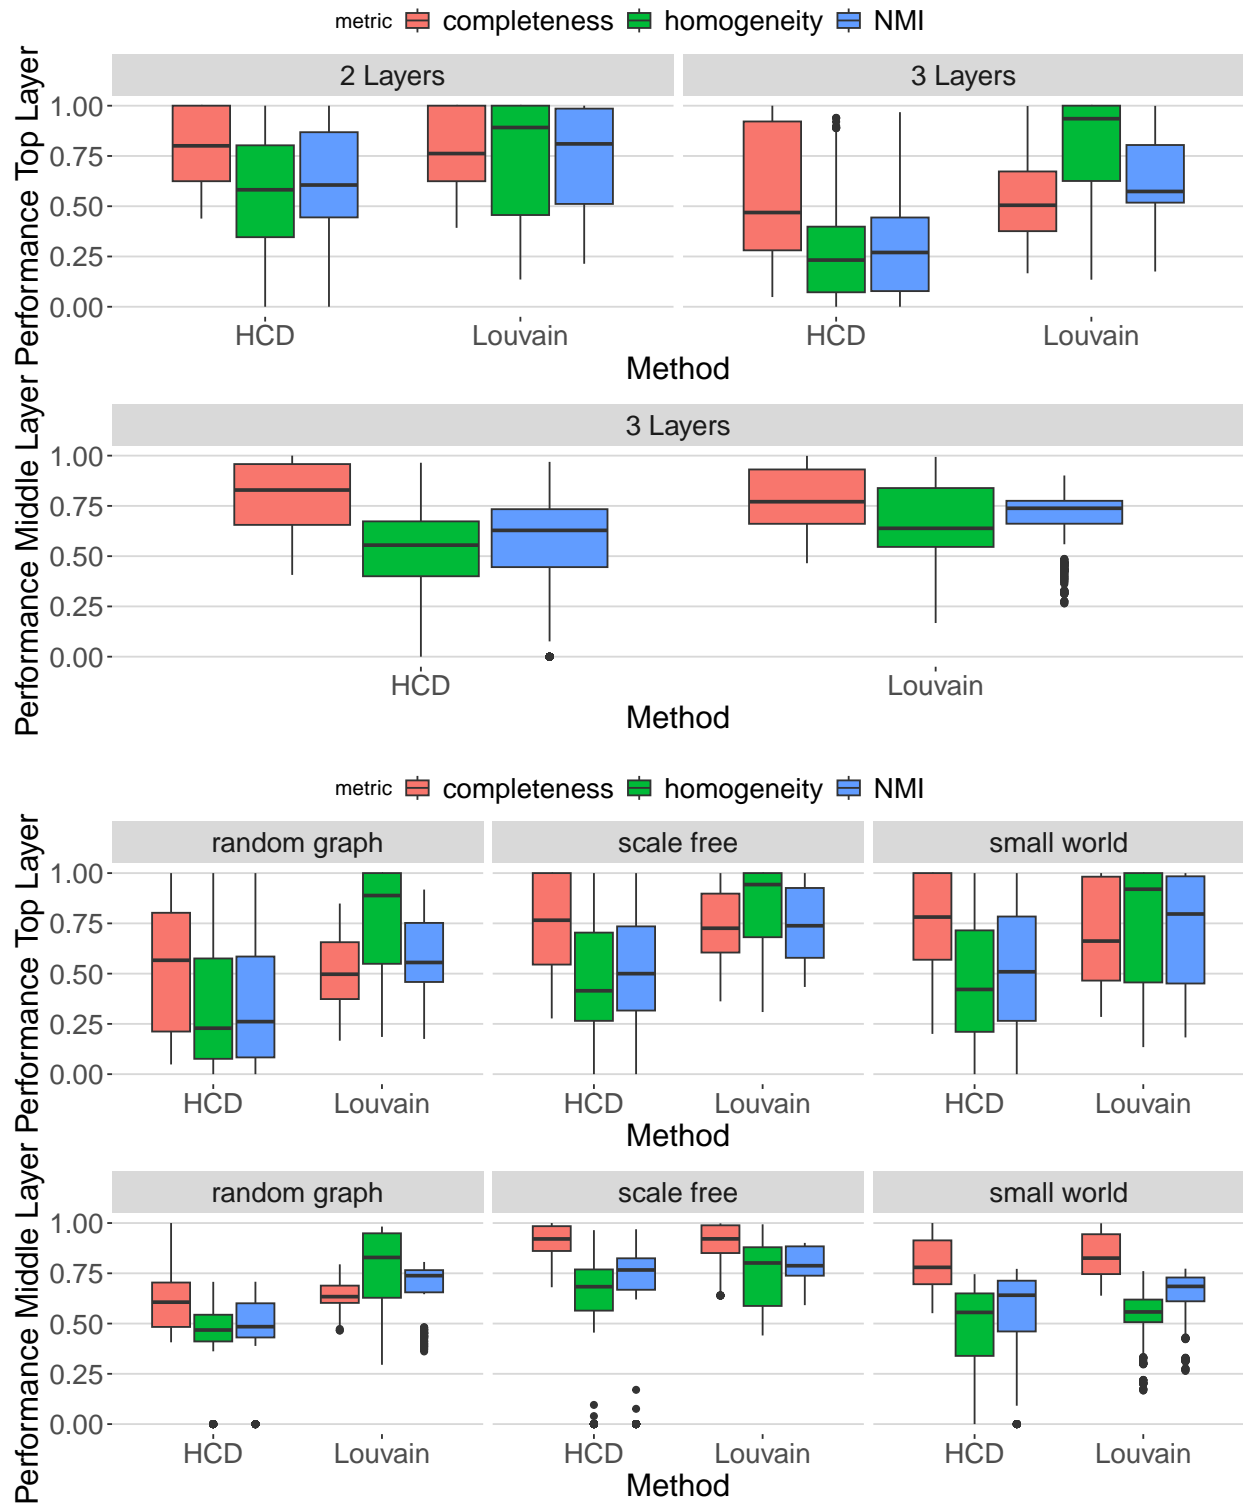 metric completeness homogeneity NMI
Performance Top Layer
2 Layers 3 Layers
1.00
0.75
0.50
0.25
0.00
HCD Louvain HCD Louvain
Method
Performance Middle Layer
3 Layers
1.00
0.75
0.50
0.25
0.00
HCD Louvain
Method
metric completeness homogeneity NMI
Performance Top Layer
random graph scale free small world
1.00
0.75
0.50
0.25
0.00
HCD Louvain HCD Louvain HCD Louvain
Method
Performance Middle Layer
random graph scale free small world
1.00
0.75
0.50
0.25
0.00
HCD Louvain HCD Louvain HCD Louvain
Method